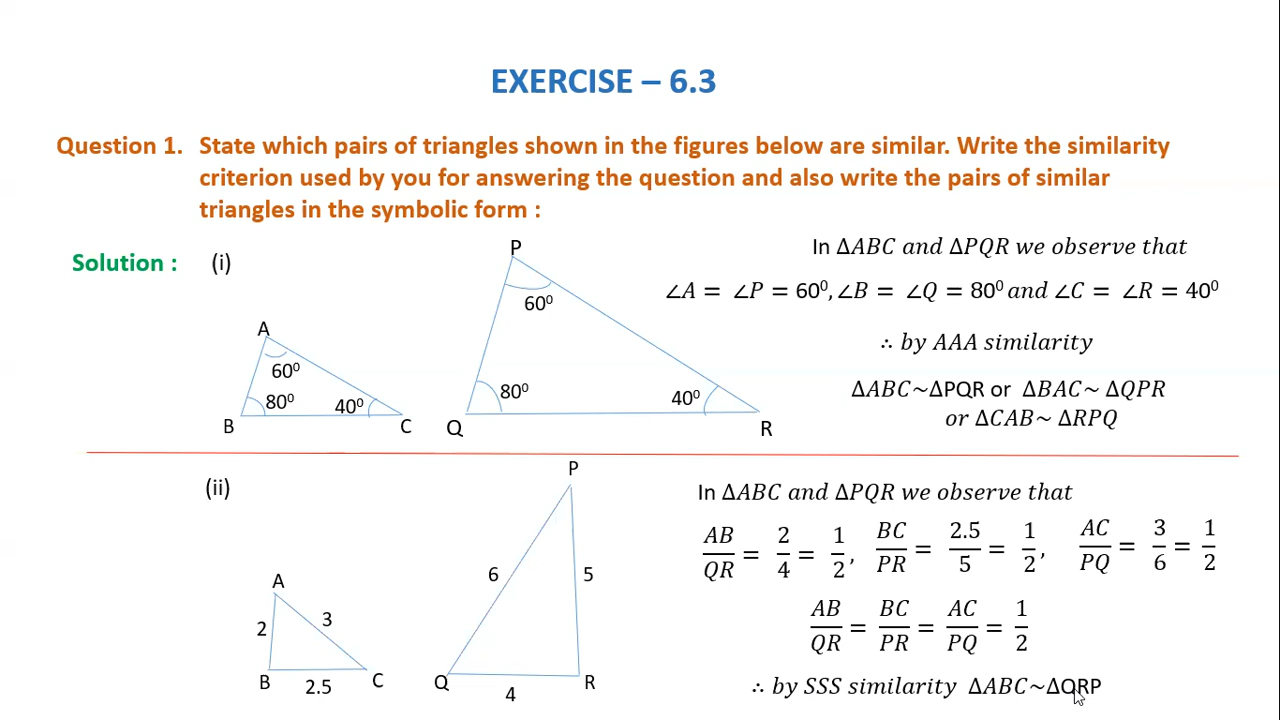 EXERCISE – 6.3
Question 1. State which pairs of triangles shown in the figures below are similar. Write the similarity
criterion used by you for answering the question and also write the pairs of similar
triangles in the symbolic form :
Solution : (i)
P
60⁰
80⁰
40⁰
Q
R
A
60⁰
80⁰
40⁰
B
C
In ΔABC and ΔPQR we observe that
∠A = ∠P = 60⁰, ∠B = ∠Q = 80⁰ and ∠C = ∠R = 40⁰
∴ by AAA similarity
ΔABC~ΔPQR or ΔBAC~ ΔQPR
or ΔCAB~ ΔRPQ
(ii)
A
2
3
B
2.5
C
P
6
5
Q
4
R
In ΔABC and ΔPQR we observe that
AB/QR = 2/4 = 1/2, BC/PR = 2.5/5 = 1/2, AC/PQ = 3/6 = 1/2
AB/QR = BC/PR = AC/PQ = 1/2
∴ by SSS similarity ΔABC~ΔQRP